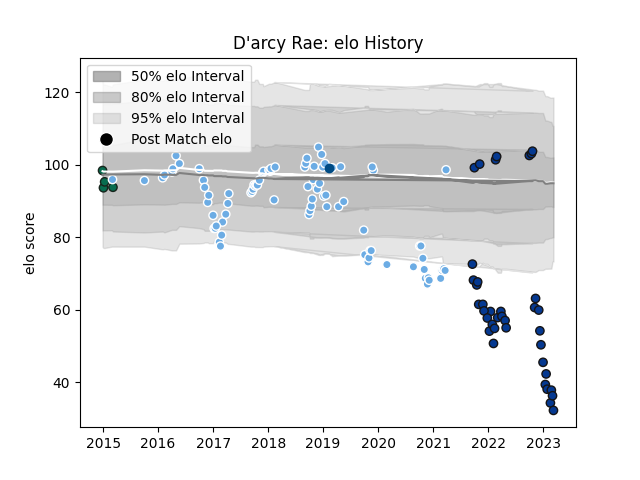 D'arcy Rae: elo History
50% elo Interval
80% elo Interval
95% elo Interval
Post Match elo
elo score
120
100
80
60
40
2015 2016 2017 2018 2019 2020 2021 2022 2023